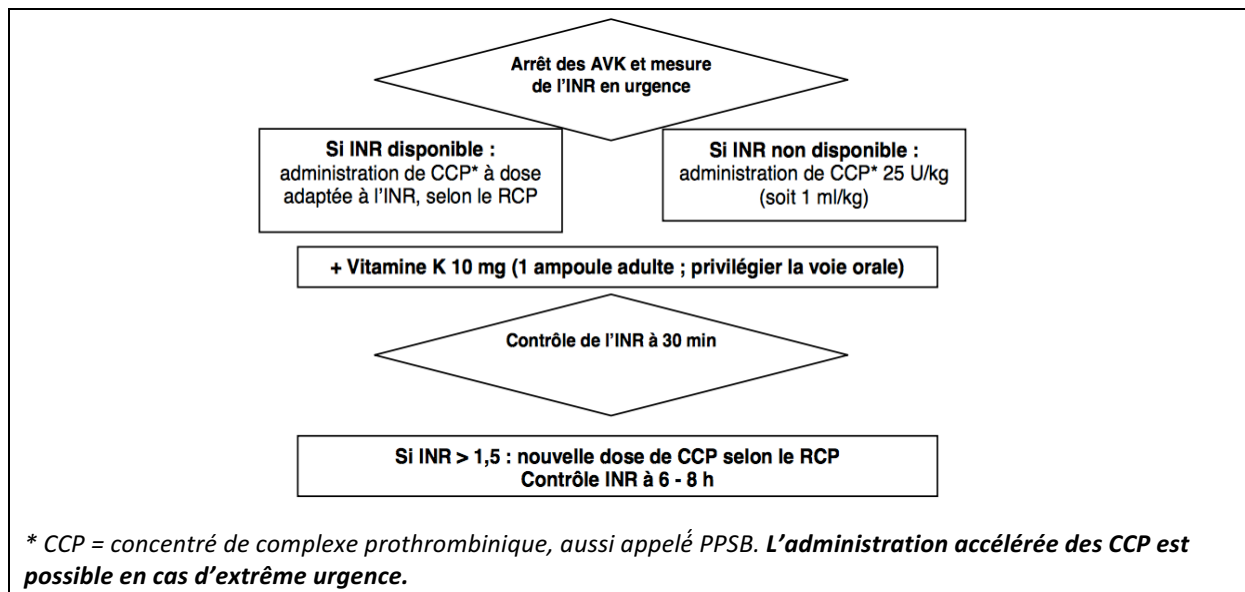 Arrêt des AVK et mesure
de l’INR en urgence
Si INR disponible :
administration de CCP* à dose
adaptée à l’INR, selon le RCP
Si INR non disponible :
administration de CCP* 25 U/kg
(soit 1 ml/kg)
+ Vitamine K 10 mg (1 ampoule adulte ; privilégier la voie orale)
Contrôle de l’INR à 30 min
Si INR > 1,5 : nouvelle dose de CCP selon le RCP
Contrôle INR à 6 - 8 h
* CCP = concentré de complexe prothrombinique, aussi appelé PPSB. L’administration accélérée des CCP est
possible en cas d’extrême urgence.